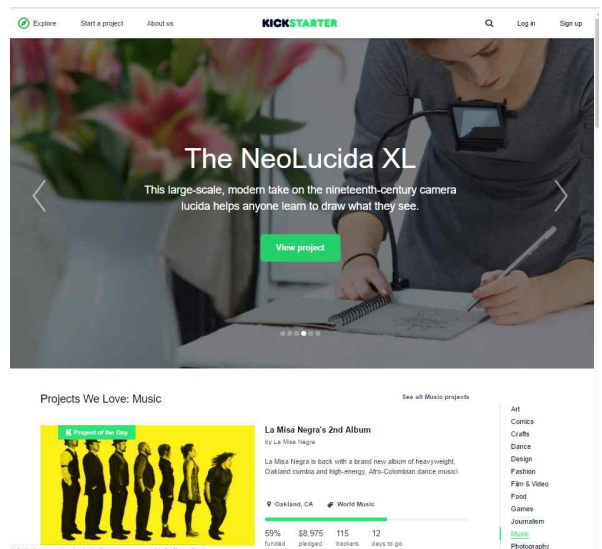 Explore Start a project About us KICKSTARTER Log in Sign up
The NeoLucida XL
This large-scale, modern take on the nineteenth-century camera
lucida helps anyone learn to draw what they see.
View project
Projects We Love: Music
See all Music projects
Project of the Day
La Misa Negra's 2nd Album
by La Misa Negra
La Misa Negra is back with a brand new album of heavyweight,
Oakland cumbia and high-energy, Afro-Colombian dance music!
Oakland, CA World Music
59% $8,975 115 12
funded pledged backers days to go
Art
Comics
Crafts
Dance
Design
Fashion
Film & Video
Food
Games
Journalism
Music
Photography